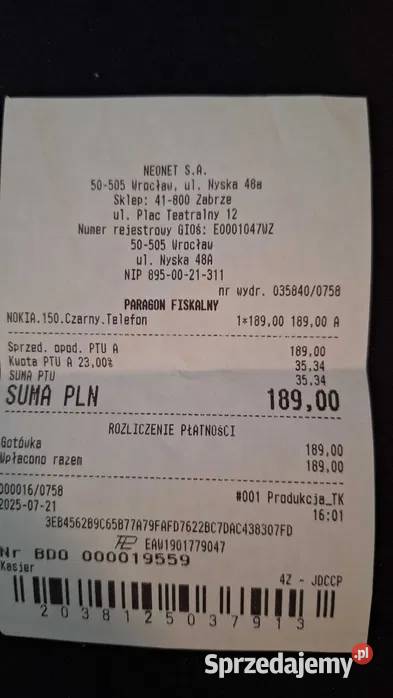 NEONET S.A.
50-505 Wrocław, ul. Nyska 48a
Sklep: 41-800 Zabrze
ul. Plac Teatralny 12
Numer rejestrowy GIOŚ: E0001047WZ
50-505 Wrocław
ul. Nyska 48A
NIP 895-00-21-311
nr wydr. 035840/0758
PARAGON FISKALNY
NOKIA.150.Czarny.Telefon 1*189,00 189,00 A
Sprzed. opod. PTU A 189,00
Kwota PTU A 23,00% 35,34
SUMA PTU 35,34
SUMA PLN 189,00
ROZLICZENIE PŁATNOŚCI
Gotówka 189,00
Wpłacono razem 189,00
000016/0758 #001 Produkcja_TK
2025-07-21 16:01
3EB4562B9C65B77A79FAFD7622BC7DAC438307FD
PL EAW1901779047
Nr BDO 000019559
Kasjer 4Z - JDCCP
2038125037913
Sprzedajemy.pl